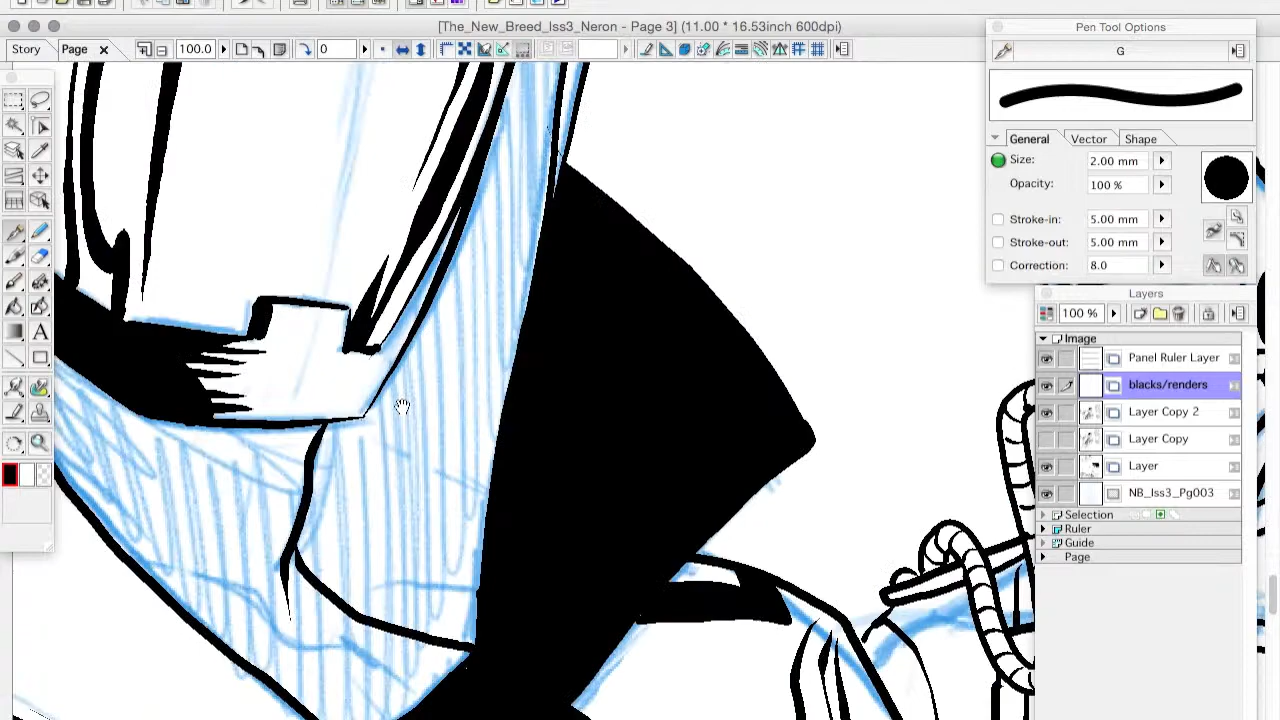 [The_New_Breed_Iss3_Neron - Page 3] (11.00 * 16.53inch 600dpi)
Pen Tool Options
Story
Page
100.0
0
G
General
Vector
Shape
Size:
2.00 mm
Opacity:
100 %
Stroke-in:
5.00 mm
Stroke-out:
5.00 mm
Correction:
8.0
Layers
100 %
Image
Panel Ruler Layer
blacks/renders
Layer Copy 2
Layer Copy
Layer
NB_Iss3_Pg003
Selection
Ruler
Guide
Page
A